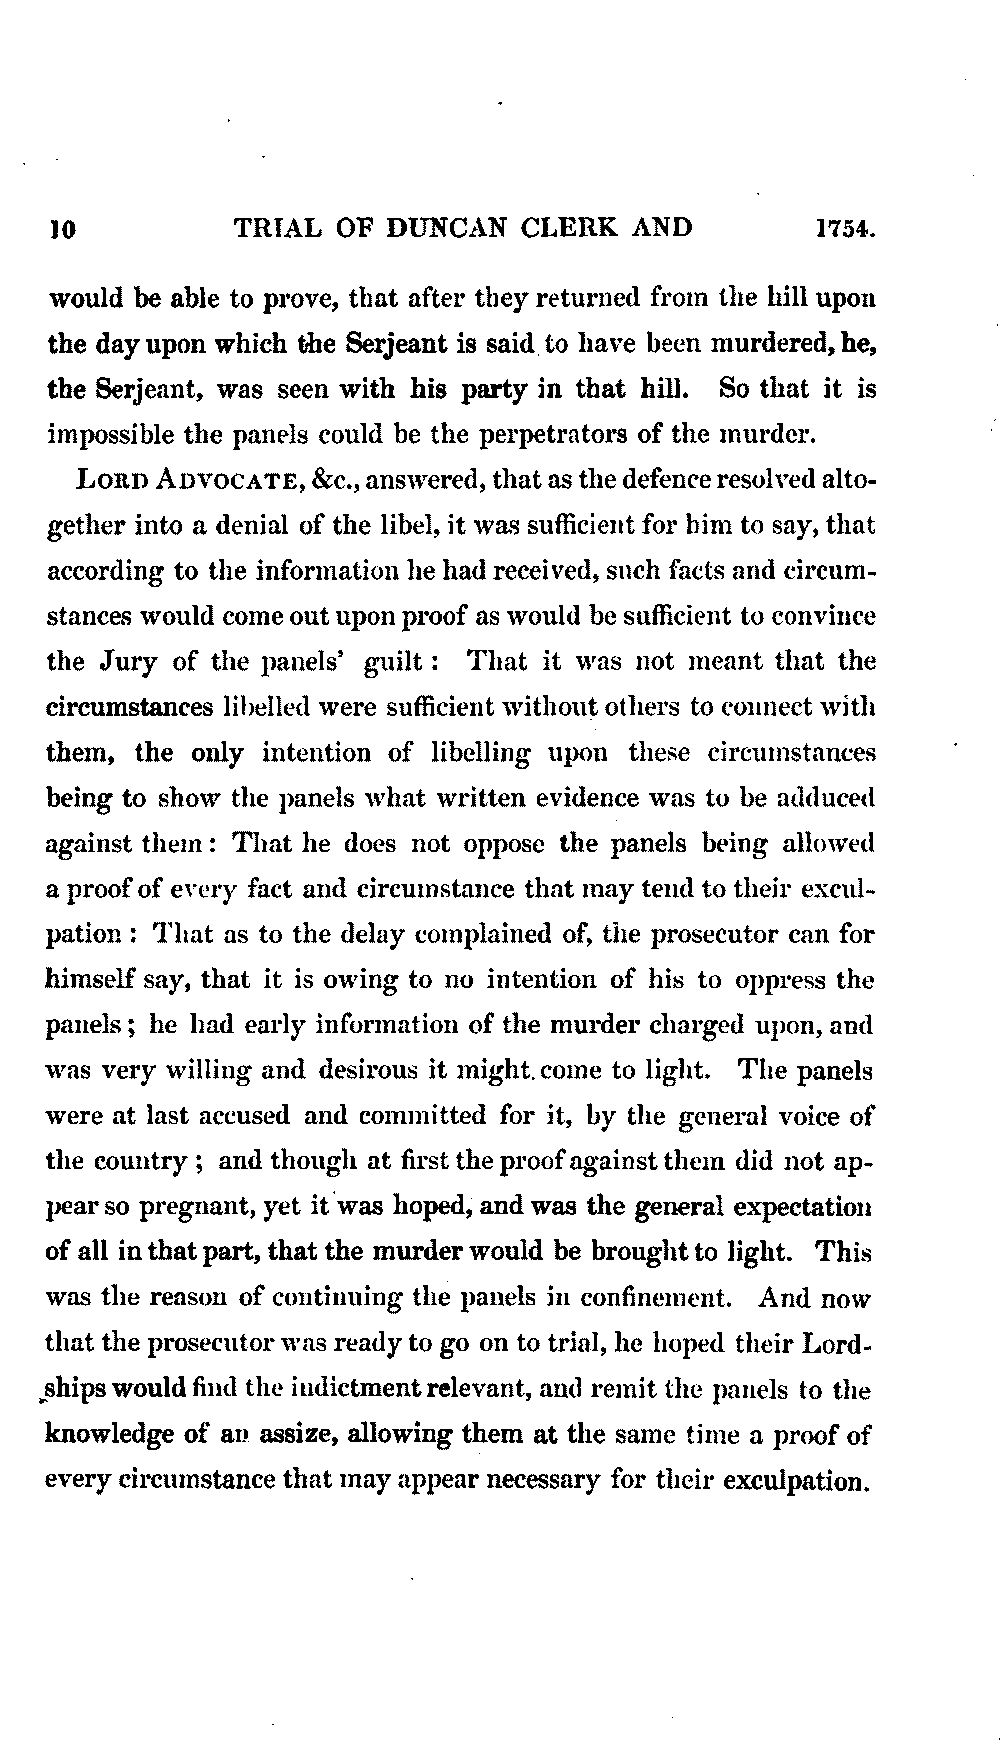 10 TRIAL OF DUNCAN CLERK AND 1754.
would be able to prove, that after they returned from the hill upon
the day upon which the Serjeant is said to have been murdered, he,
the Serjeant, was seen with his party in that hill. So that it is
impossible the panels could be the perpetrators of the murder.
LORD ADVOCATE, &c., answered, that as the defence resolved alto-
gether into a denial of the libel, it was sufficient for him to say, that
according to the information he had received, such facts and circum-
stances would come out upon proof as would be sufficient to convince
the Jury of the panels' guilt : That it was not meant that the
circumstances libelled were sufficient without others to connect with
them, the only intention of libelling upon these circumstances
being to show the panels what written evidence was to be adduced
against them : That he does not oppose the panels being allowed
a proof of every fact and circumstance that may tend to their excul-
pation : That as to the delay complained of, the prosecutor can for
himself say, that it is owing to no intention of his to oppress the
panels ; he had early information of the murder charged upon, and
was very willing and desirous it might come to light. The panels
were at last accused and committed for it, by the general voice of
the country ; and though at first the proof against them did not ap-
pear so pregnant, yet it was hoped, and was the general expectation
of all in that part, that the murder would be brought to light. This
was the reason of continuing the panels in confinement. And now
that the prosecutor was ready to go on to trial, he hoped their Lord-
ships would find the indictment relevant, and remit the panels to the
knowledge of an assize, allowing them at the same time a proof of
every circumstance that may appear necessary for their exculpation.